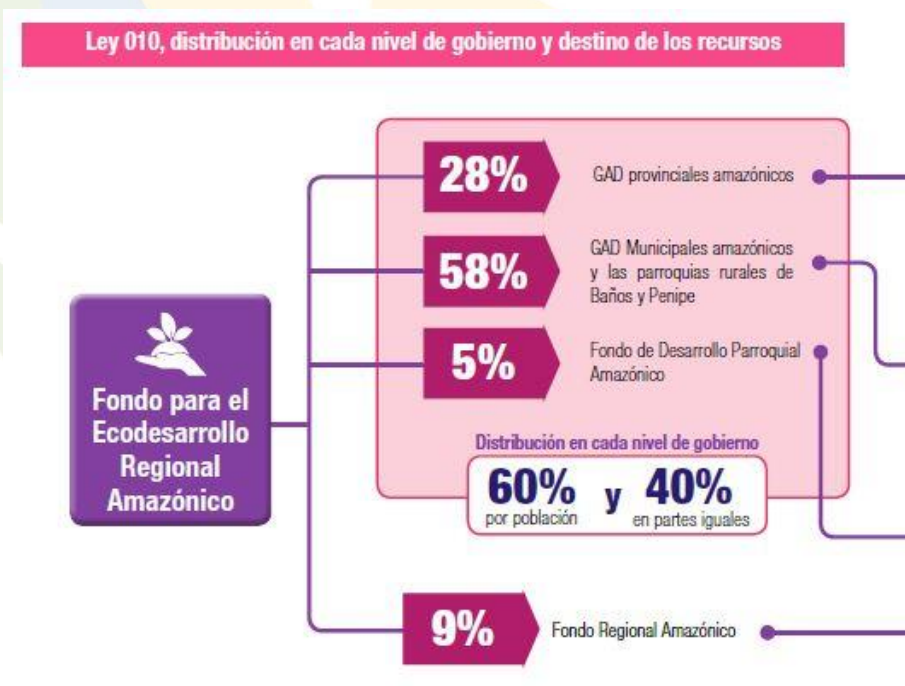 Ley 010, distribución en cada nivel de gobierno y destino de los recursos
28%
GAD provinciales amazónicos
58%
GAD Municipales amazónicos
y las parroquias rurales de
Baños y Penipe
5%
Fondo de Desarrollo Parroquial
Amazónico
Fondo para el
Ecodesarrollo
Regional
Amazónico
Distribución en cada nivel de gobierno
60% y 40%
por población en partes iguales
9%
Fondo Regional Amazónico